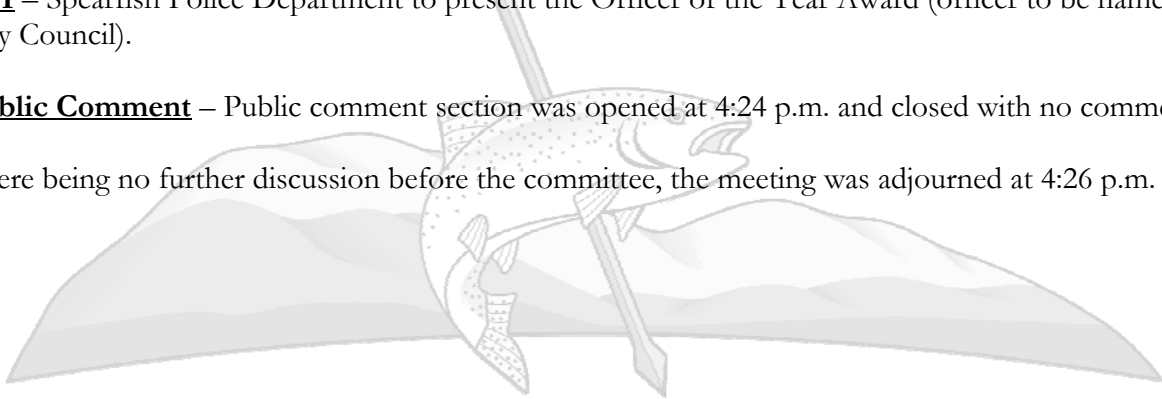 – Spearfish Police Department to present the Officer of the Year Award (officer to be name
y Council).
blic Comment – Public comment section was opened at 4:24 p.m. and closed with no comme
ere being no further discussion before the committee, the meeting was adjourned at 4:26 p.m.